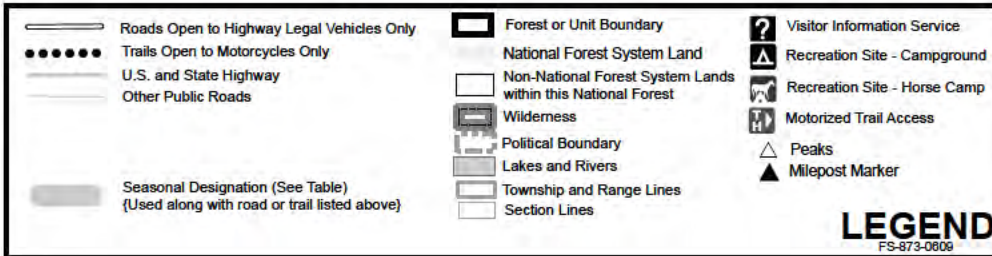 Roads Open to Highway Legal Vehicles Only
Trails Open to Motorcycles Only
U.S. and State Highway
Other Public Roads
Seasonal Designation (See Table)
{Used along with road or trail listed above}
Forest or Unit Boundary
National Forest System Land
Non-National Forest System Lands
within this National Forest
Wilderness
Political Boundary
Lakes and Rivers
Township and Range Lines
Section Lines
?
Visitor Information Service
Recreation Site - Campground
Recreation Site - Horse Camp
TH
Motorized Trail Access
Peaks
Milepost Marker
LEGEND
FS-873-0609